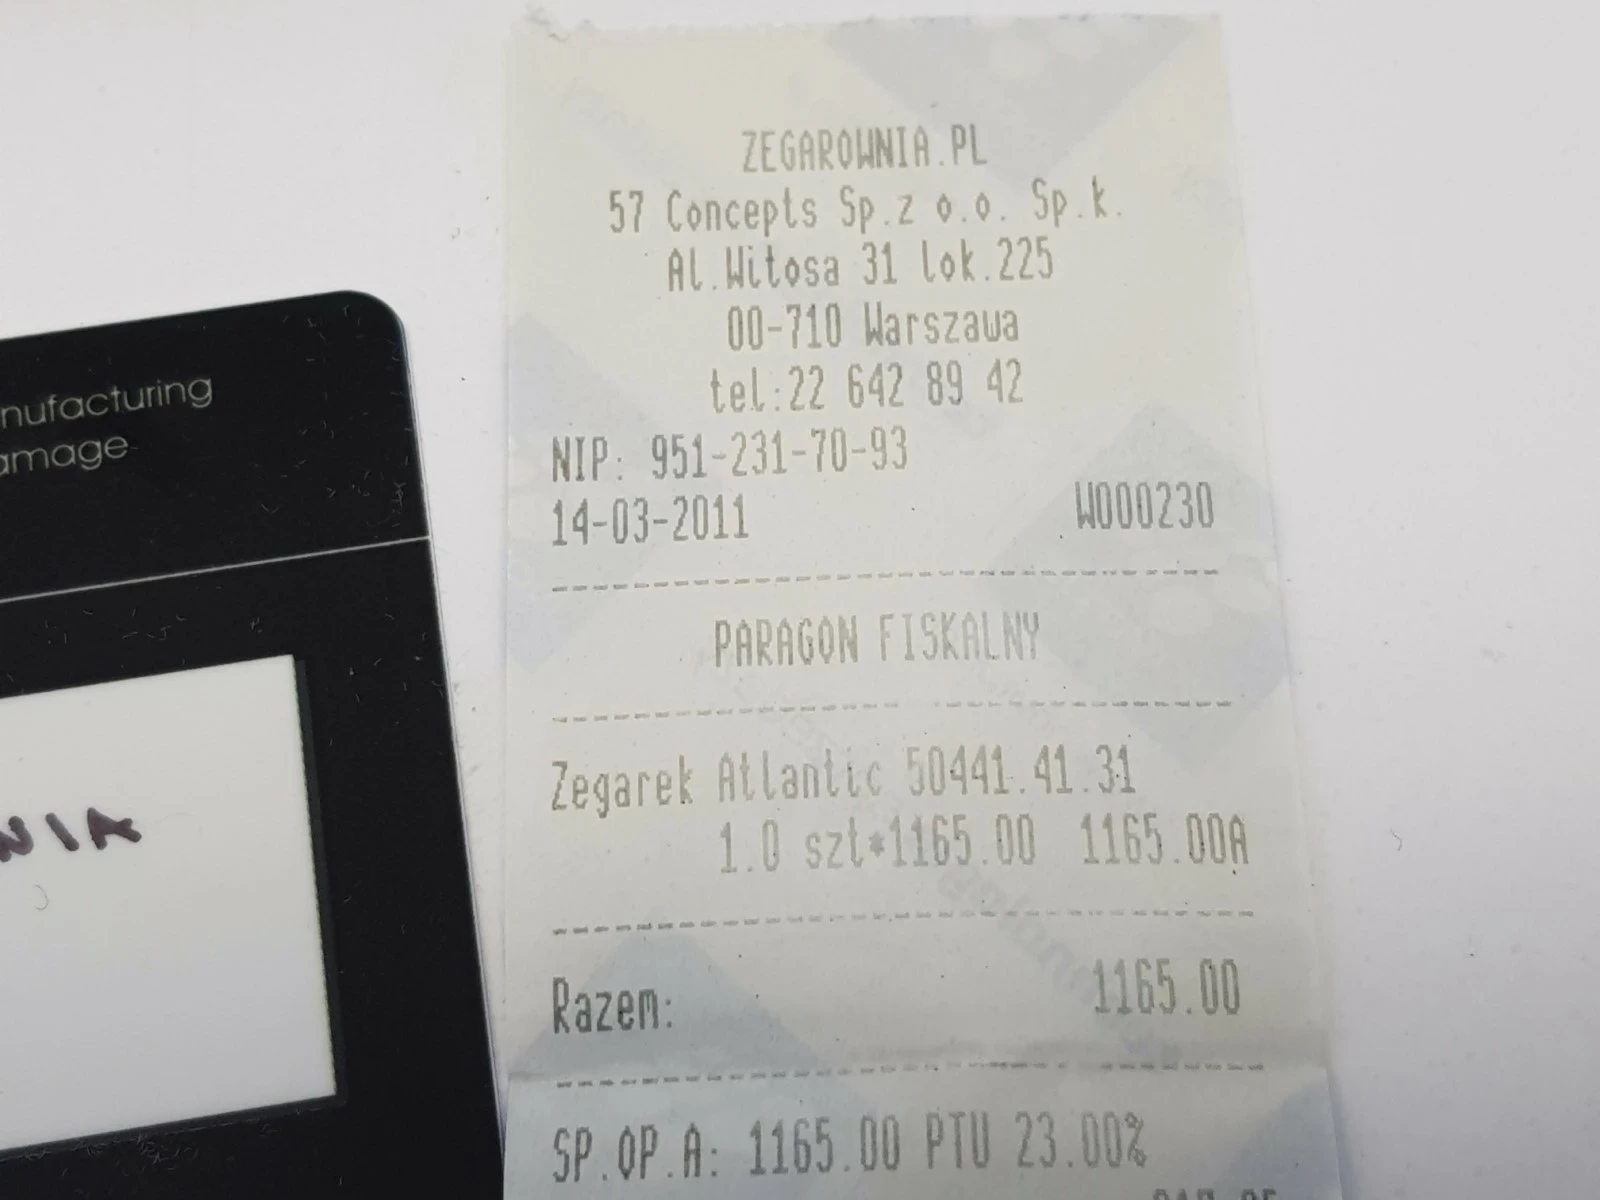 nufacturing
amage
NIA
ZEGAROWNIA.PL
57 Concepts Sp.z o.o. Sp.k.
Al.Witosa 31 lok.225
00-710 Warszawa
tel:22 642 89 42
NIP: 951-231-70-93
14-03-2011 W000230
PARAGON FISKALNY
Zegarek Atlantic 50441.41.31
1.0 szt*1165.00 1165.00A
Razem: 1165.00
SP.OP.A: 1165.00 PTU 23.00%